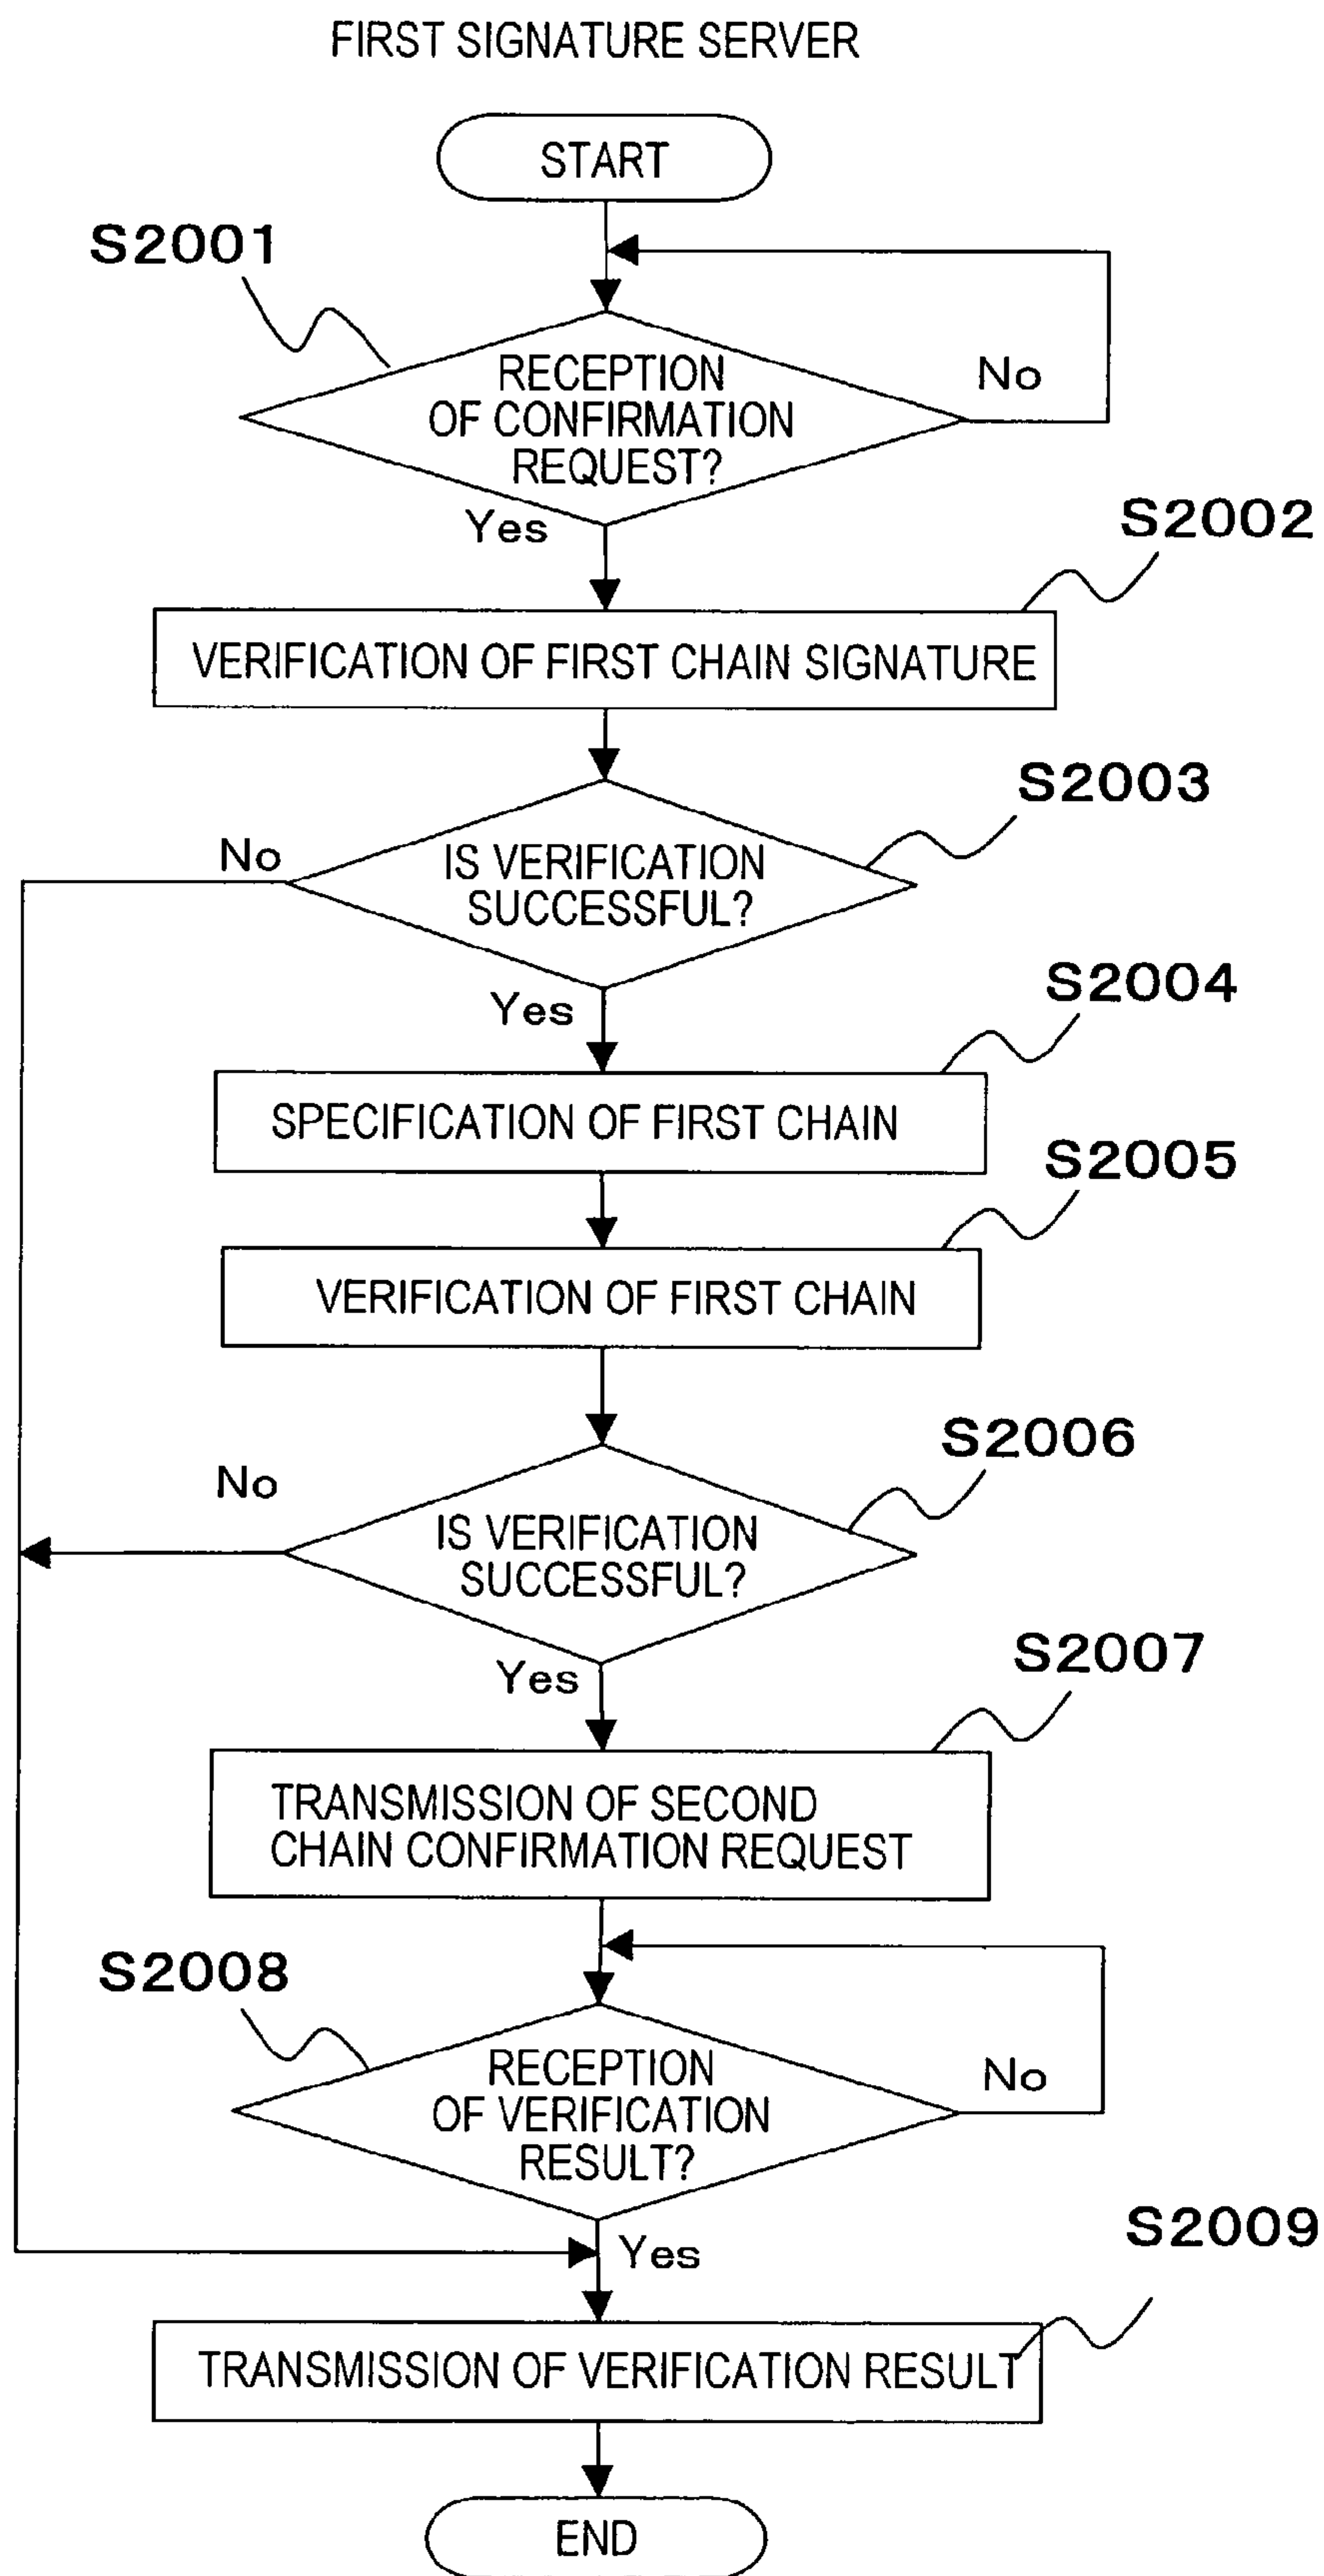 FIRST SIGNATURE SERVER
START
S2001
RECEPTION
OF CONFIRMATION
REQUEST?
No
Yes
S2002
VERIFICATION OF FIRST CHAIN SIGNATURE
S2003
No
IS VERIFICATION
SUCCESSFUL?
Yes
S2004
SPECIFICATION OF FIRST CHAIN
S2005
VERIFICATION OF FIRST CHAIN
S2006
No
IS VERIFICATION
SUCCESSFUL?
Yes
S2007
TRANSMISSION OF SECOND
CHAIN CONFIRMATION REQUEST
S2008
RECEPTION
OF VERIFICATION
RESULT?
No
Yes
S2009
TRANSMISSION OF VERIFICATION RESULT
END